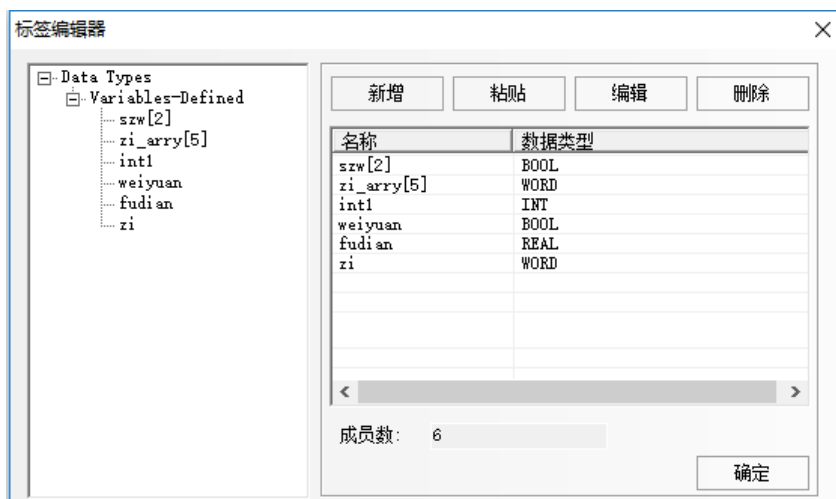 标签编辑器
Data Types
Variables-Defined
szw[2]
zi_arry[5]
int1
weiyuan
fudian
zi
新增 粘贴 编辑 删除
名称 数据类型
szw[2] BOOL
zi_arry[5] WORD
int1 INT
weiyuan BOOL
fudian REAL
zi WORD
成员数: 6
确定